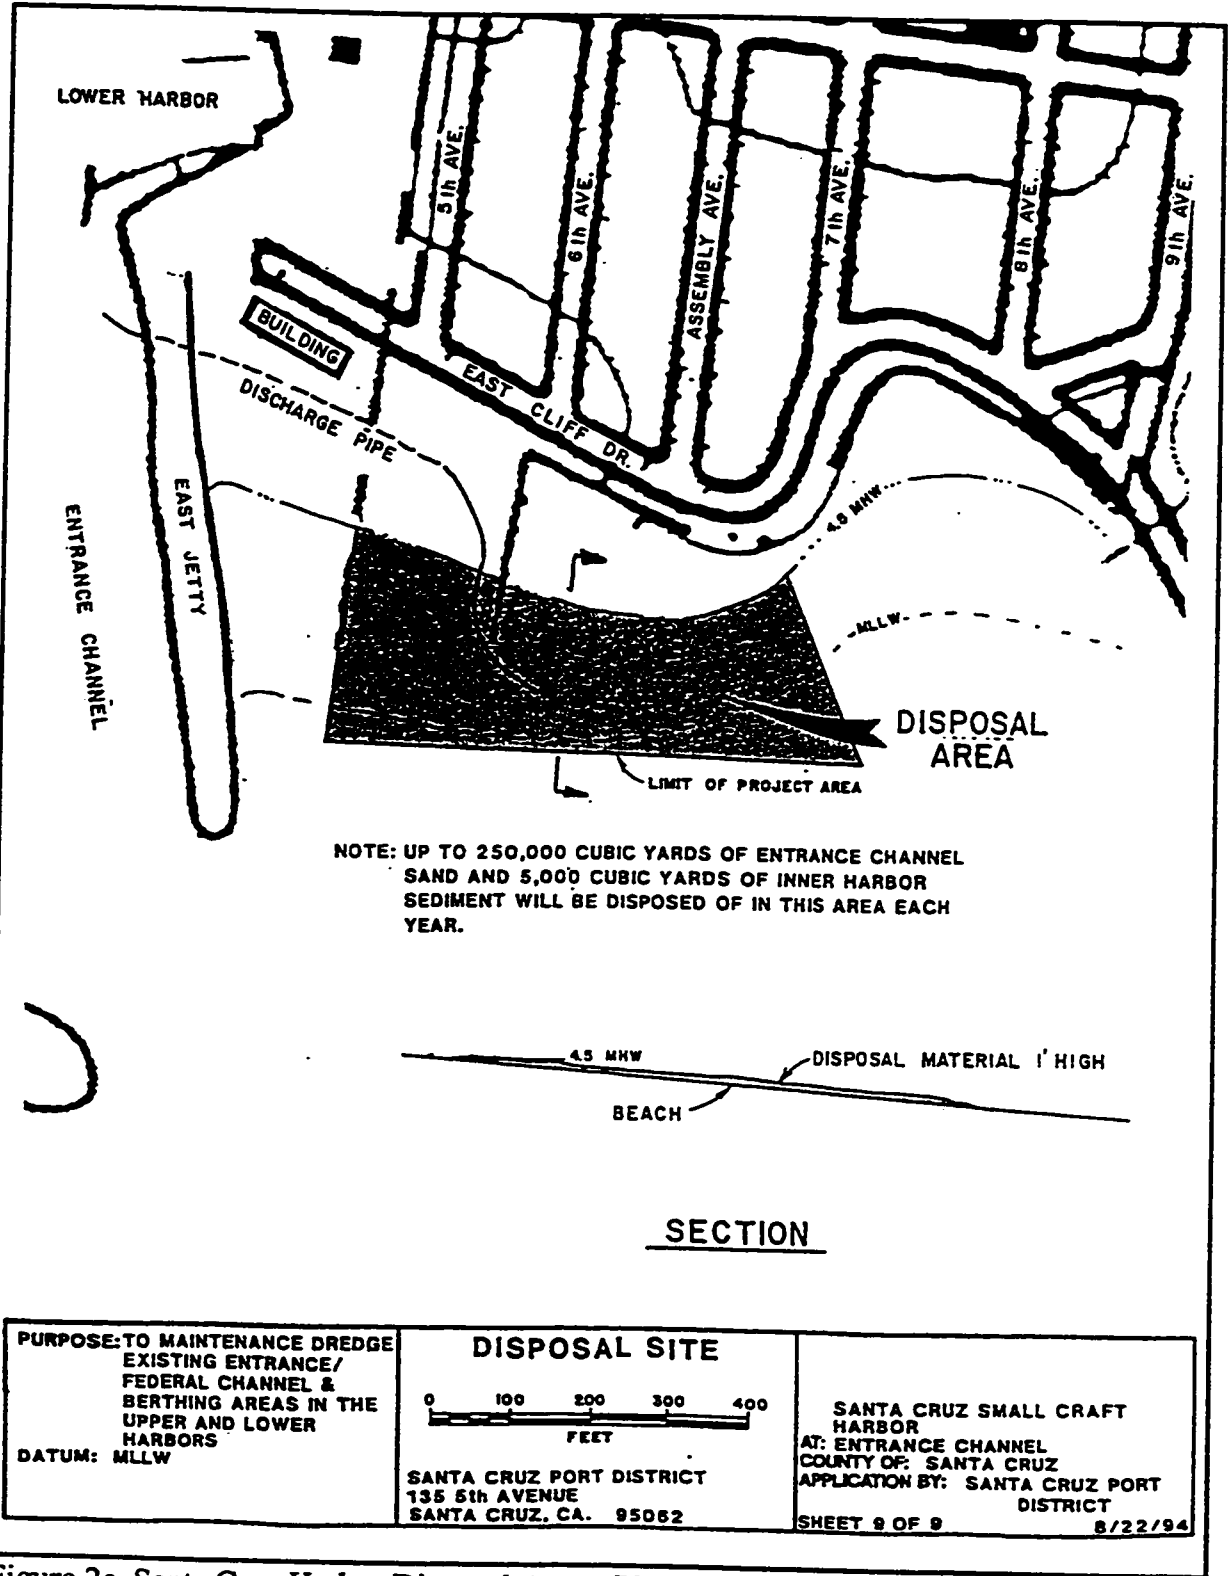 LOWER HARBOR
5th AVE.
6th AVE.
ASSEMBLY AVE.
7th AVE.
8th AVE.
9th AVE.
BUILDING
DISCHARGE PIPE
EAST CLIFF DR.
EAST JETTY
ENTRANCE CHANNEL
4.5 MHW
MLLW
DISPOSAL
AREA
LIMIT OF PROJECT AREA
NOTE: UP TO 250,000 CUBIC YARDS OF ENTRANCE CHANNEL
SAND AND 5,000 CUBIC YARDS OF INNER HARBOR
SEDIMENT WILL BE DISPOSED OF IN THIS AREA EACH
YEAR.
4.5 MHW
DISPOSAL MATERIAL 1' HIGH
BEACH
SECTION
PURPOSE: TO MAINTENANCE DREDGE
EXISTING ENTRANCE/
FEDERAL CHANNEL &
BERTHING AREAS IN THE
UPPER AND LOWER
HARBORS
DATUM: MLLW
DISPOSAL SITE
0 100 200 300 400
FEET
SANTA CRUZ PORT DISTRICT
135 5th AVENUE
SANTA CRUZ, CA. 95062
SANTA CRUZ SMALL CRAFT
HARBOR
AT: ENTRANCE CHANNEL
COUNTY OF: SANTA CRUZ
APPLICATION BY: SANTA CRUZ PORT
DISTRICT
SHEET 9 OF 9 8/22/94